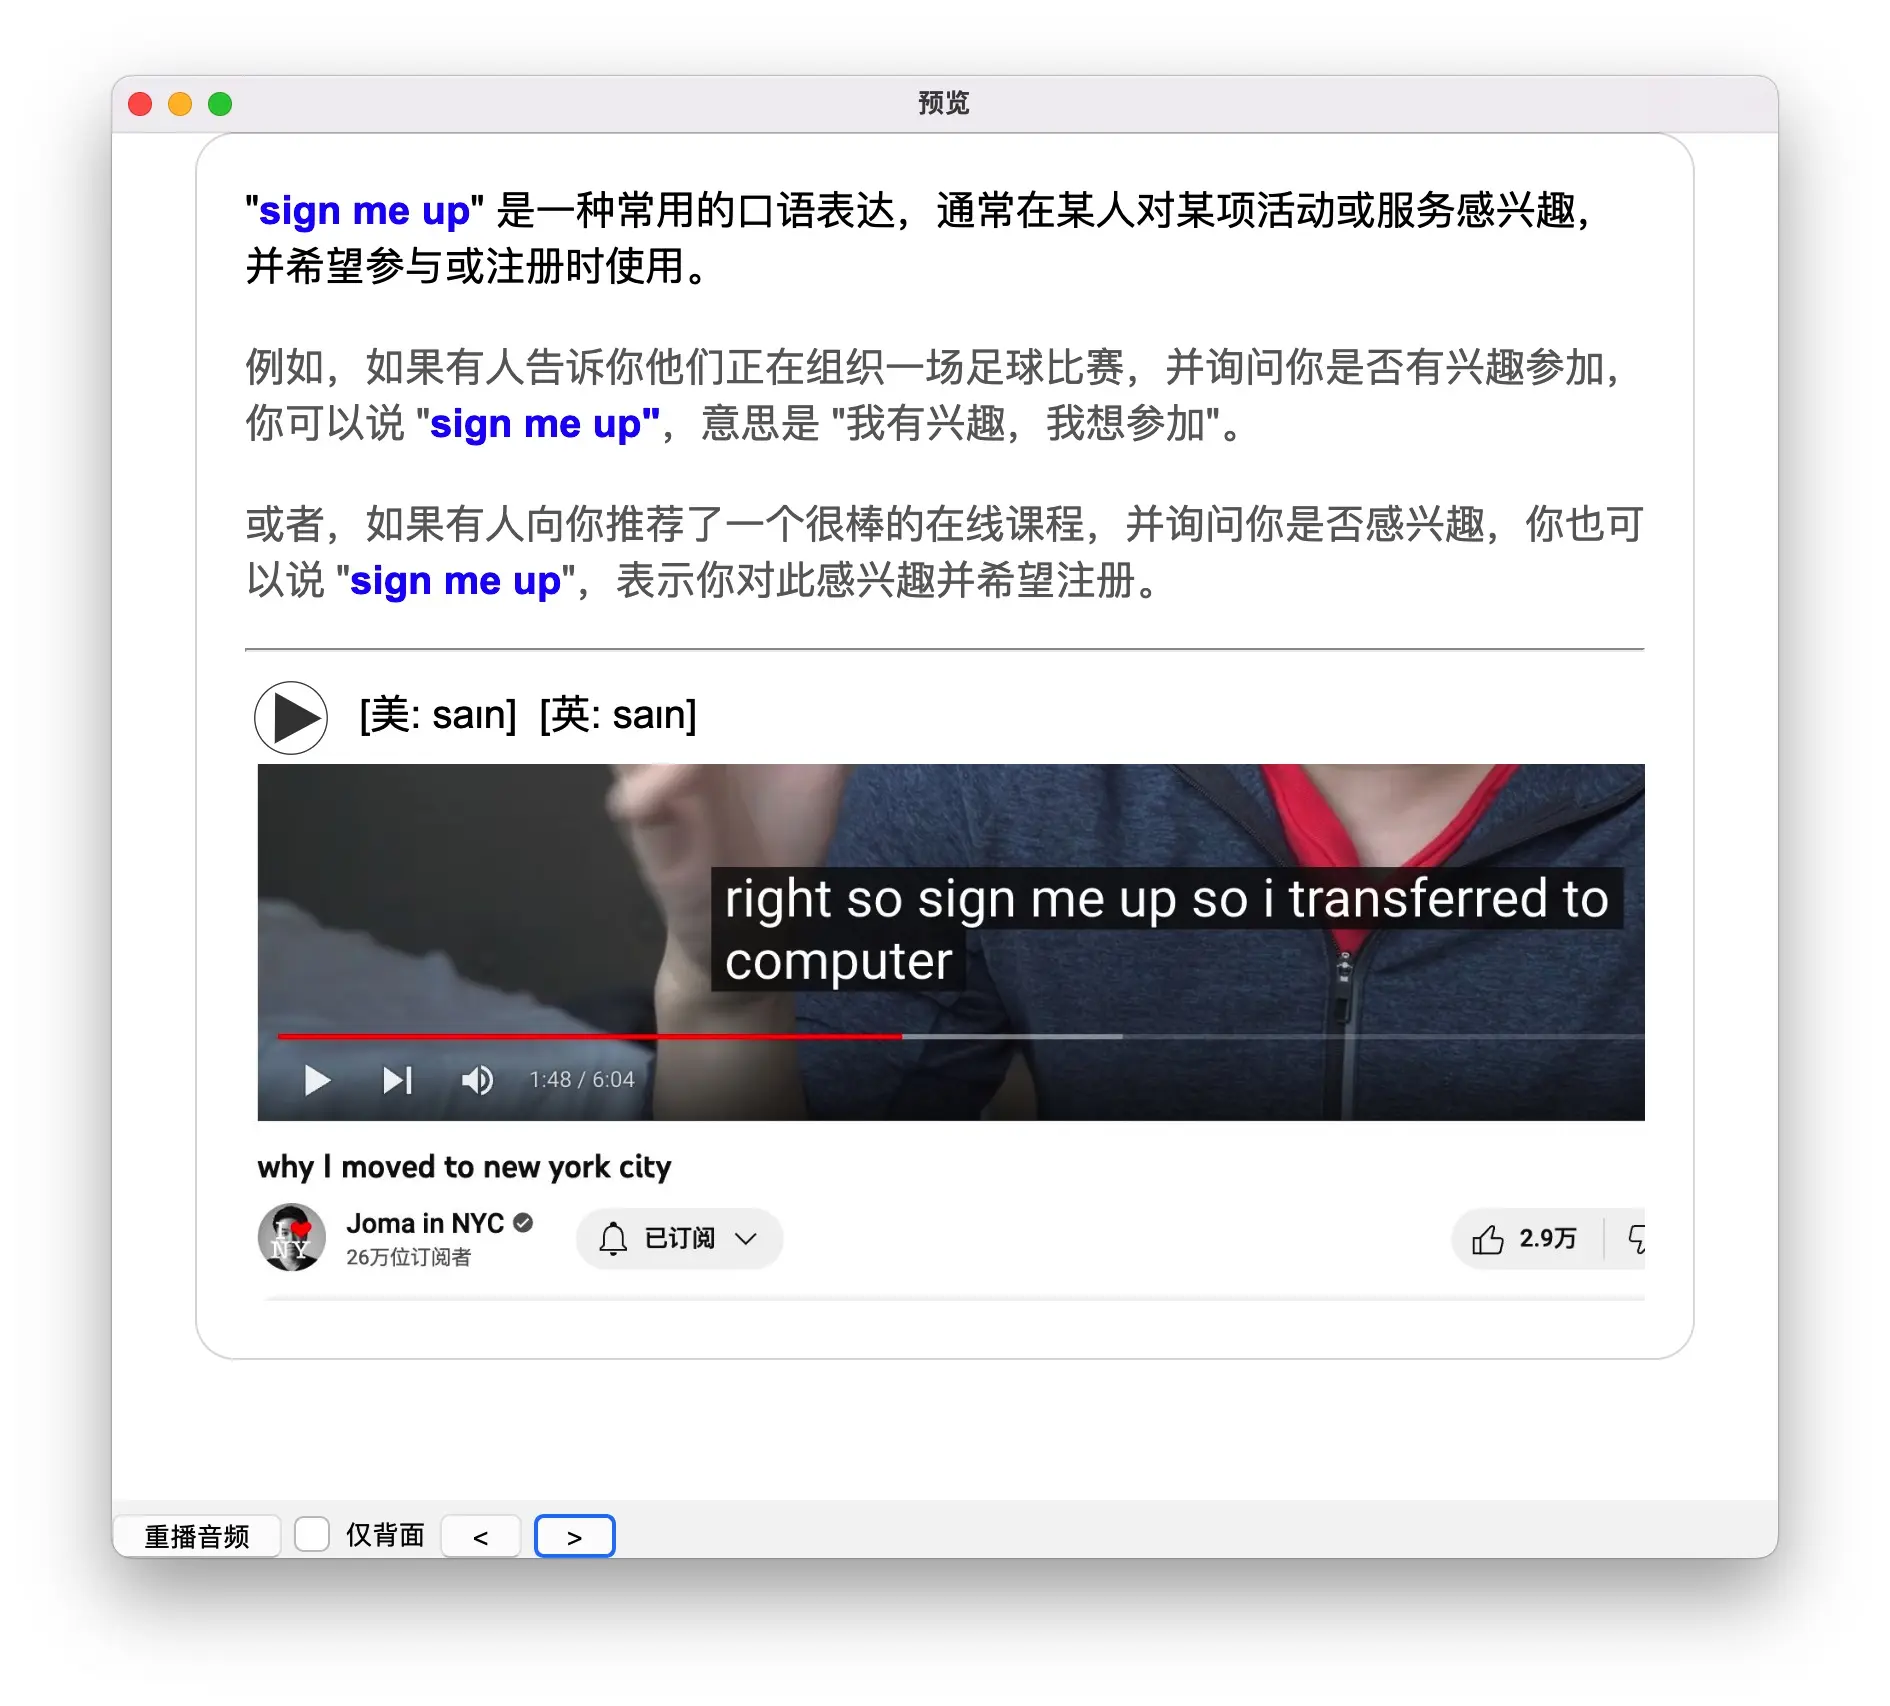 预览
"sign me up" 是一种常用的口语表达，通常在某人对某项活动或服务感兴趣，
并希望参与或注册时使用。
例如，如果有人告诉你他们正在组织一场足球比赛，并询问你是否有兴趣参加，
你可以说 "sign me up"，意思是 "我有兴趣，我想参加"。
或者，如果有人向你推荐了一个很棒的在线课程，并询问你是否感兴趣，你也可
以说 "sign me up"，表示你对此感兴趣并希望注册。
[美: saɪn] [英: saɪn]
right so sign me up so i transferred to
computer
1:48 / 6:04
why I moved to new york city
I NY
Joma in NYC
26万位订阅者
已订阅
2.9万
重播音频 仅背面 < >